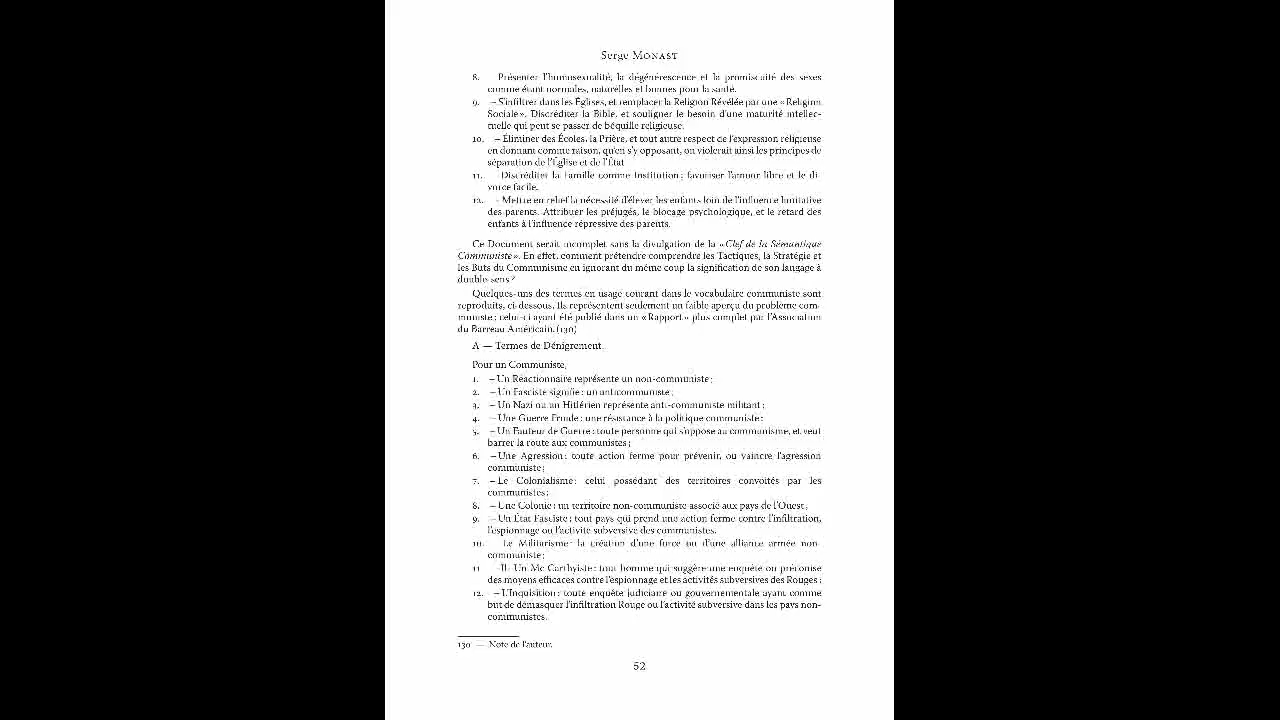 Serge Monast
8. Présenter l'homosexualité, la dégénérescence et la promiscuité des sexes
comme étant normales, naturelles et bonnes pour la santé.
9. – S'infiltrer dans les Églises, et remplacer la Religion Révélée par une « Religion
Sociale ». Discréditer la Bible, et souligner le besoin d'une maturité intellec-
tuelle qui peut se passer de béquille religieuse.
10. – Éliminer des Écoles, la Prière, et tout autre respect de l'expression religieuse
en donnant comme raison, qu'en s'y opposant, on violerait ainsi les principes de
séparation de l'Église et de l'État
11. – Discréditer la Famille comme Institution ; favoriser l'amour libre et le di-
vorce facile.
12. – Mettre en relief la nécessité d'élever les enfants loin de l'influence limitative
des parents. Attribuer les préjugés, le blocage psychologique, et le retard des
enfants à l'influence répressive des parents.
Ce Document serait incomplet sans la divulgation de la « Clef de la Sémantique
Communiste ». En effet, comment prétendre comprendre les Tactiques, la Stratégie et
les Buts du Communisme en ignorant du même coup la signification de son langage à
double-sens ?
Quelques-uns des termes en usage courant dans le vocabulaire communiste sont
reproduits, ci-dessous. Ils représentent seulement un faible aperçu du problème com-
muniste ; celui-ci ayant été publié dans un « Rapport » plus complet par l'Association
du Barreau Américain. (130)
A — Termes de Dénigrement.
Pour un Communiste,
1. – Un Réactionnaire représente un non-communiste ;
2. – Un Fasciste signifie : un anticommuniste ;
3. – Un Nazi ou un Hitlérien représente anti-communiste militant ;
4. – Une Guerre Froide : une résistance à la politique communiste :
5. – Un Fauteur de Guerre : toute personne qui s'oppose au communisme, et veut
barrer la route aux communistes ;
6. – Une Agression : toute action ferme pour prévenir, ou vaincre l'agression
communiste ;
7. – Le Colonialisme : celui possédant des territoires convoités par les
communistes ;
8. – Une Colonie : un territoire non-communiste associé aux pays de l'Ouest ;
9. – Un État Fasciste : tout pays qui prend une action ferme contre l'infiltration,
l'espionnage ou l'activité subversive des communistes.
10. Le Militarisme : la création d'une force ou d'une alliance armée non-
communiste ;
11 –Il- Un Mc Carthyiste : tout homme qui suggère une enquête ou préconise
des moyens efficaces contre l'espionnage et les activités subversives des Rouges ;
12. – L'Inquisition : toute enquête judiciaire ou gouvernementale ayant comme
but de démasquer l'infiltration Rouge ou l'activité subversive dans les pays non-
communistes.
130 — Note de l'auteur.
52